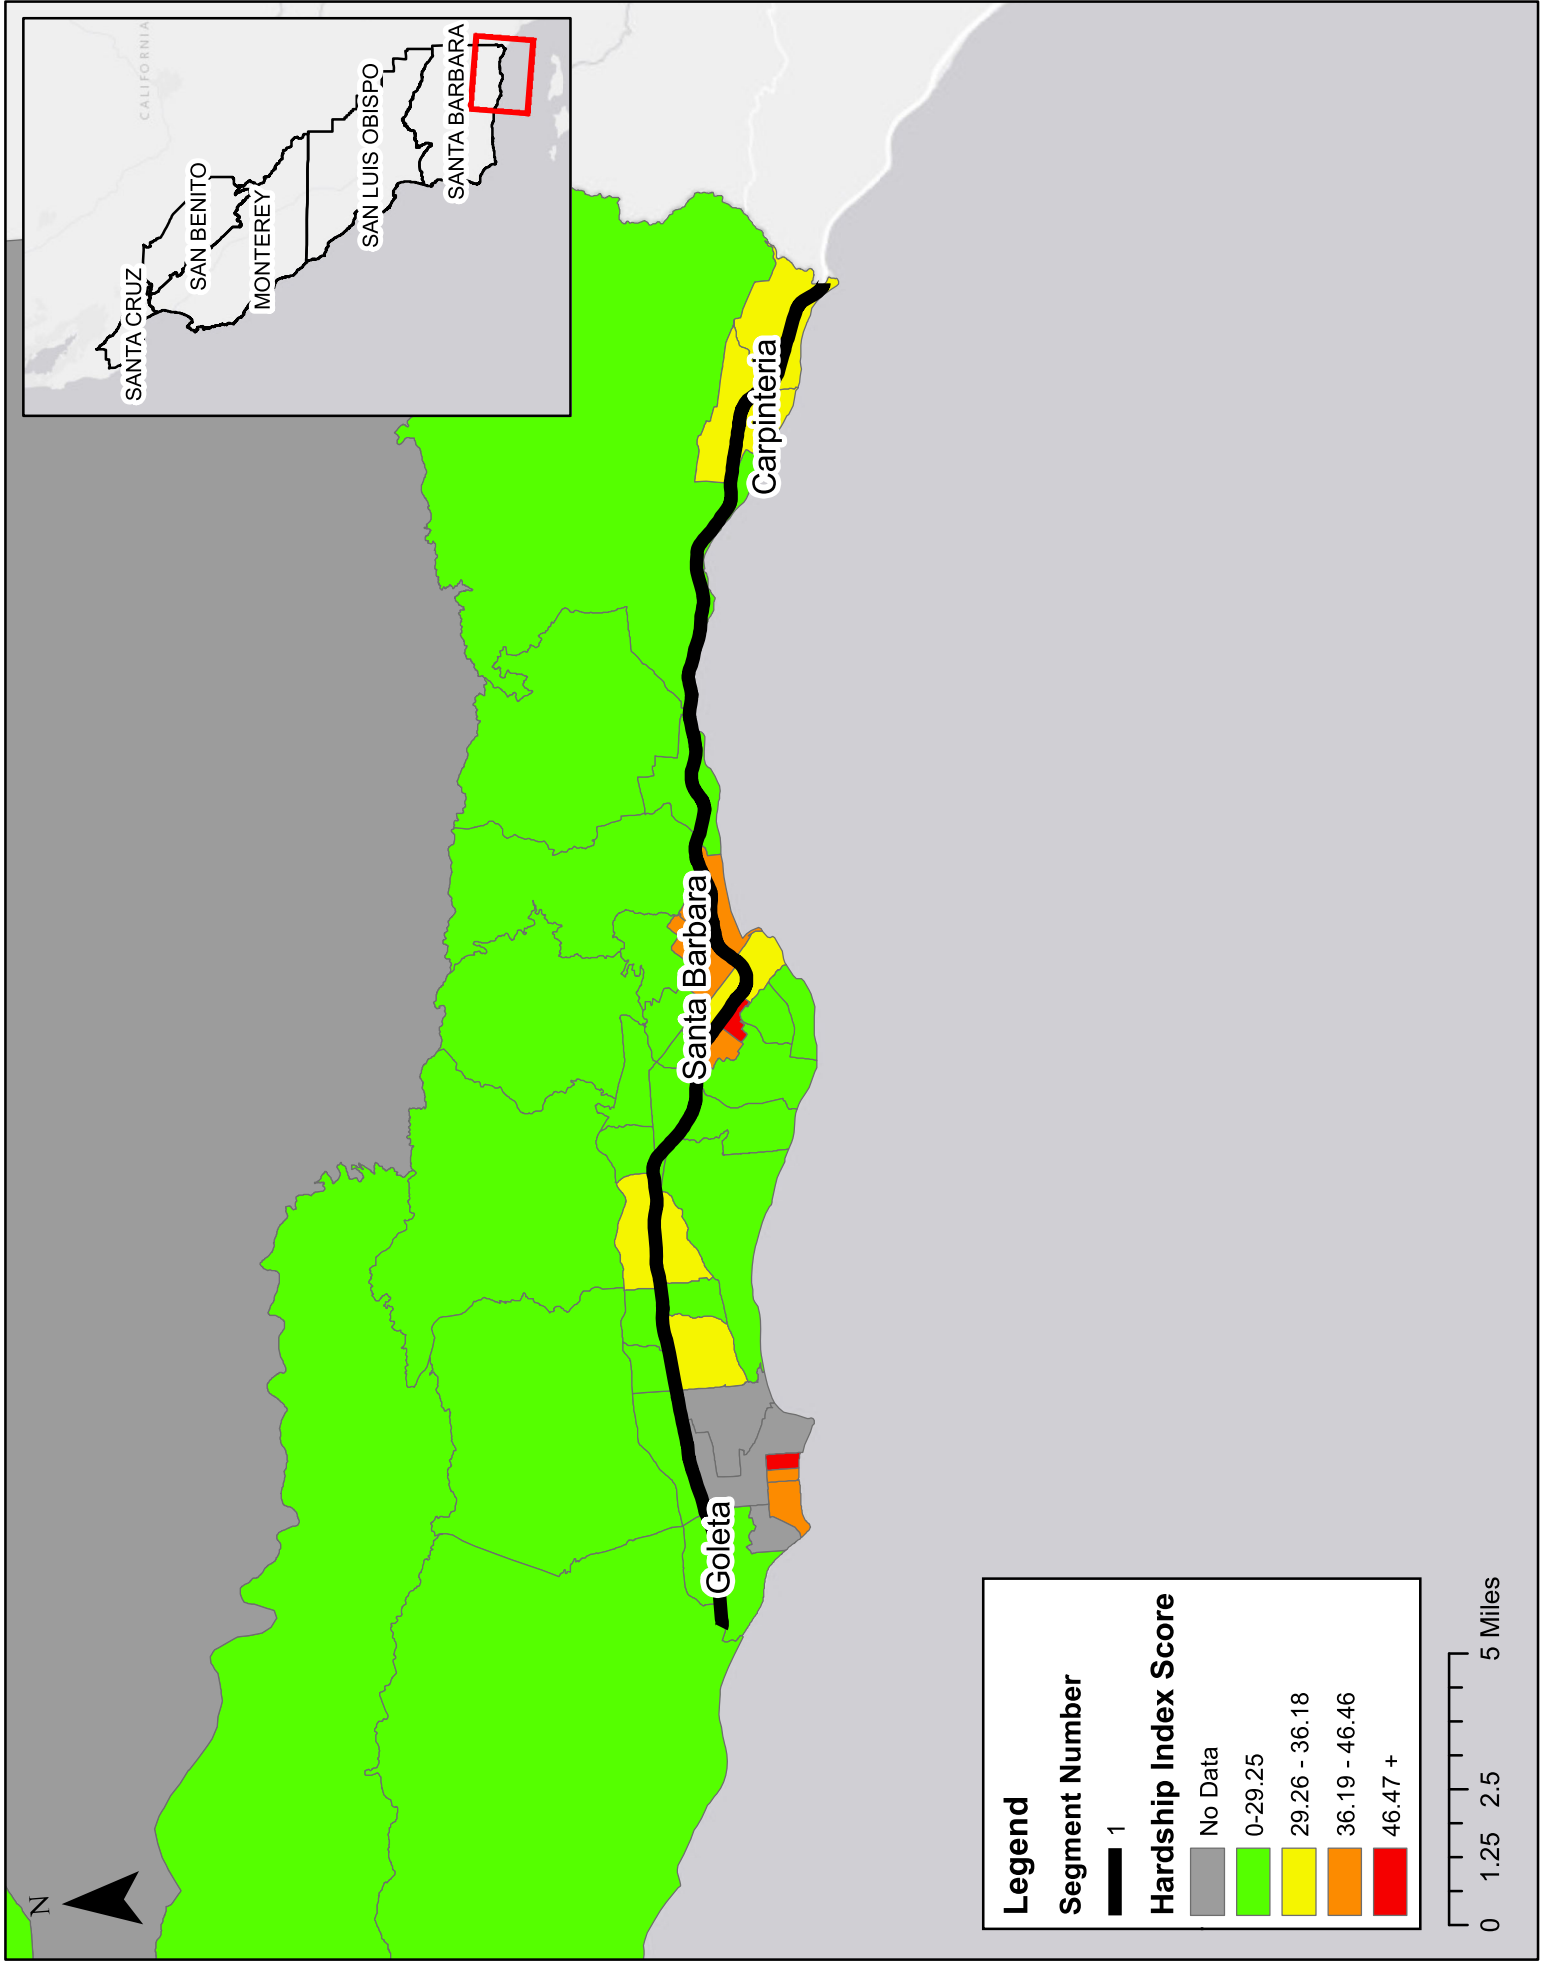 CALIFORNIA
SANTA CRUZ
SAN BENITO
MONTEREY
SAN LUIS OBISPO
SANTA BARBARA
N
Goleta
Santa Barbara
Carpinteria
Legend
Segment Number
1
Hardship Index Score
No Data
0-29.25
29.26 - 36.18
36.19 - 46.46
46.47 +
0 1.25 2.5 5 Miles